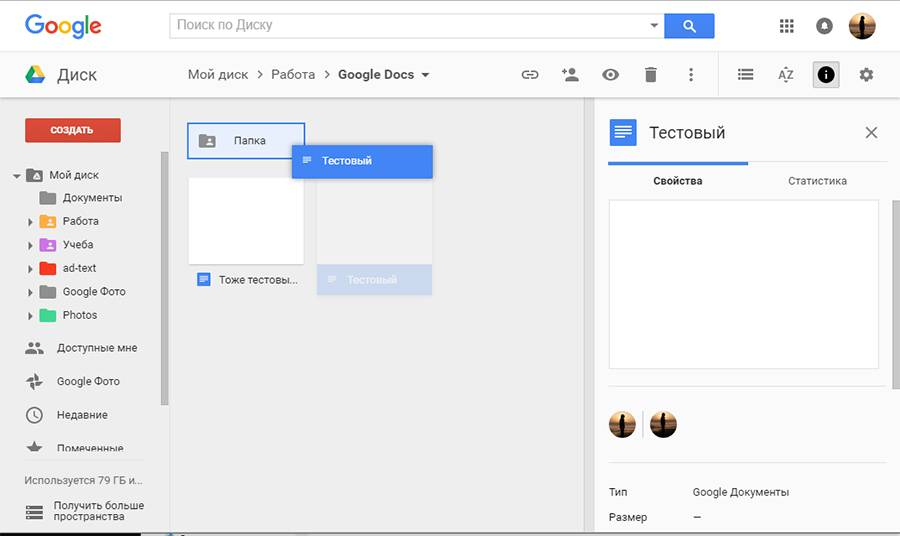 Google
Поиск по Диску
Диск
Мой диск > Работа > Google Docs
AZ
СОЗДАТЬ
Мой диск
Документы
Работа
Учеба
ad-text
Google Фото
Photos
Доступные мне
Google Фото
Недавние
Помеченные
Используется 79 ГБ и...
Получить больше
пространства
Папка
Тестовый
Тоже тестовы...
Тестовый
Тестовый
Свойства
Статистика
Тип Google Документы
Размер —